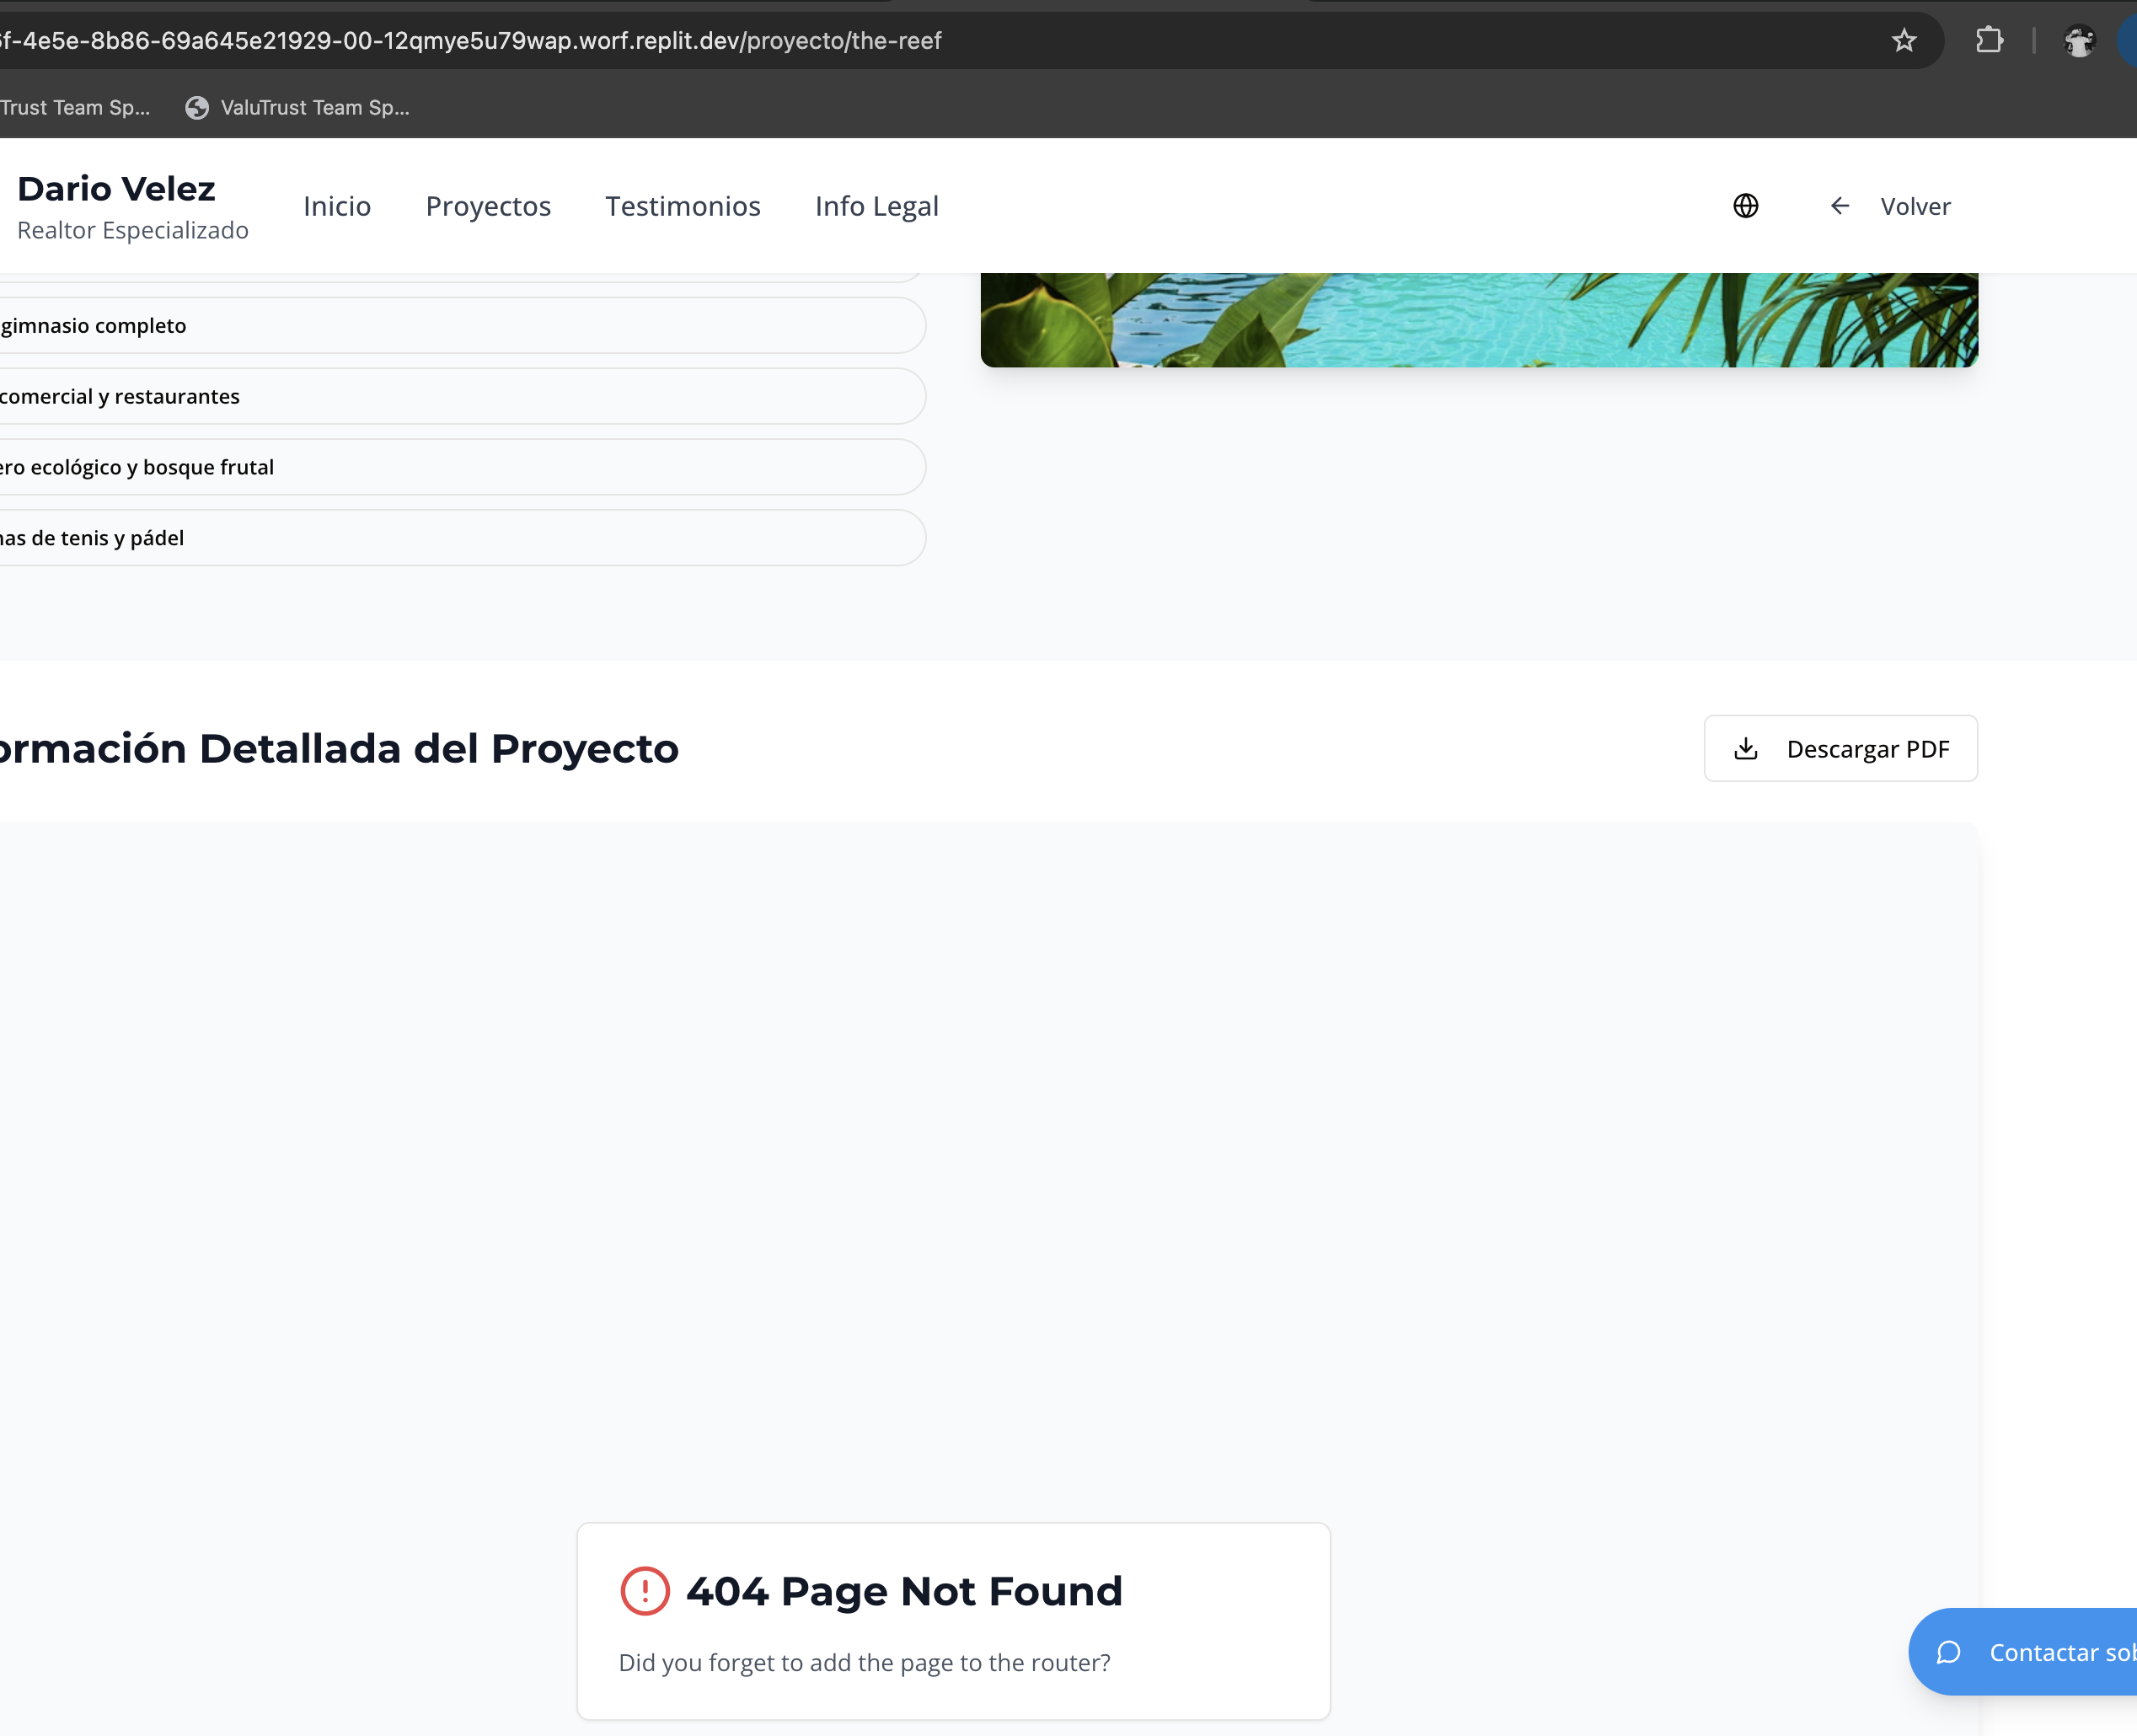 f-4e5e-8b86-69a645e21929-00-12qmye5u79wap.worf.replit.dev/proyecto/the-reef
Trust Team Sp...
ValuTrust Team Sp...
Dario Velez
Realtor Especializado
Inicio
Proyectos
Testimonios
Info Legal
Volver
gimnasio completo
comercial y restaurantes
ero ecológico y bosque frutal
nas de tenis y pádel
ormación Detallada del Proyecto
Descargar PDF
404 Page Not Found
Did you forget to add the page to the router?
Contactar sob